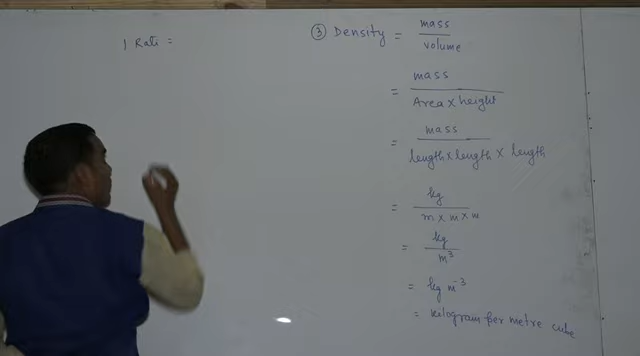 1 Rate =
③ Density = mass / volume
= mass / Area × height
= mass / length × length × length
= kg / m × m × m
= kg / m³
= kg m⁻³
= kilogram per metre cube